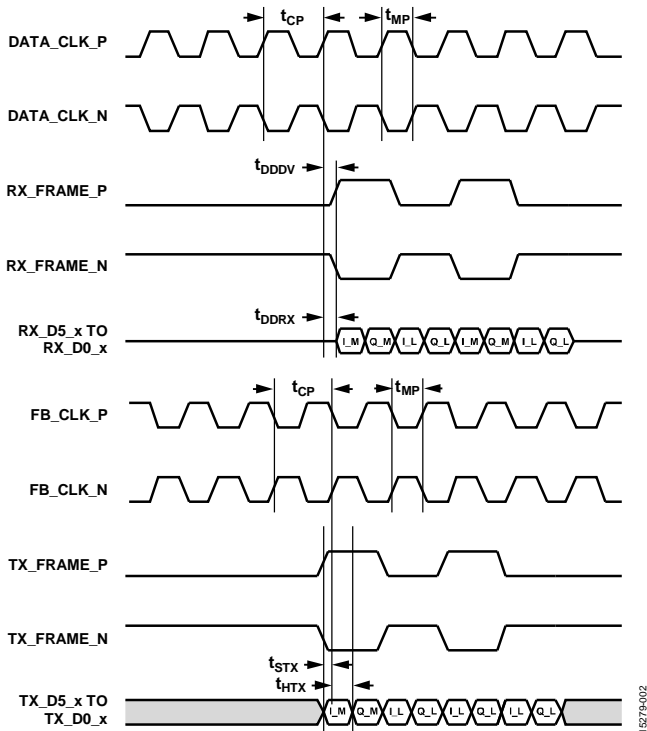 tCP
tMP
DATA_CLK_P
DATA_CLK_N
tDDDV
RX_FRAME_P
RX_FRAME_N
tDDRX
RX_D5_x TO
RX_D0_x
I_M Q_M I_L Q_L I_M Q_M I_L Q_L
tCP
tMP
FB_CLK_P
FB_CLK_N
TX_FRAME_P
TX_FRAME_N
tSTX
tHTX
TX_D5_x TO
TX_D0_x
I_M Q_M I_L Q_L I_L Q_L I_L Q_L
15279-002